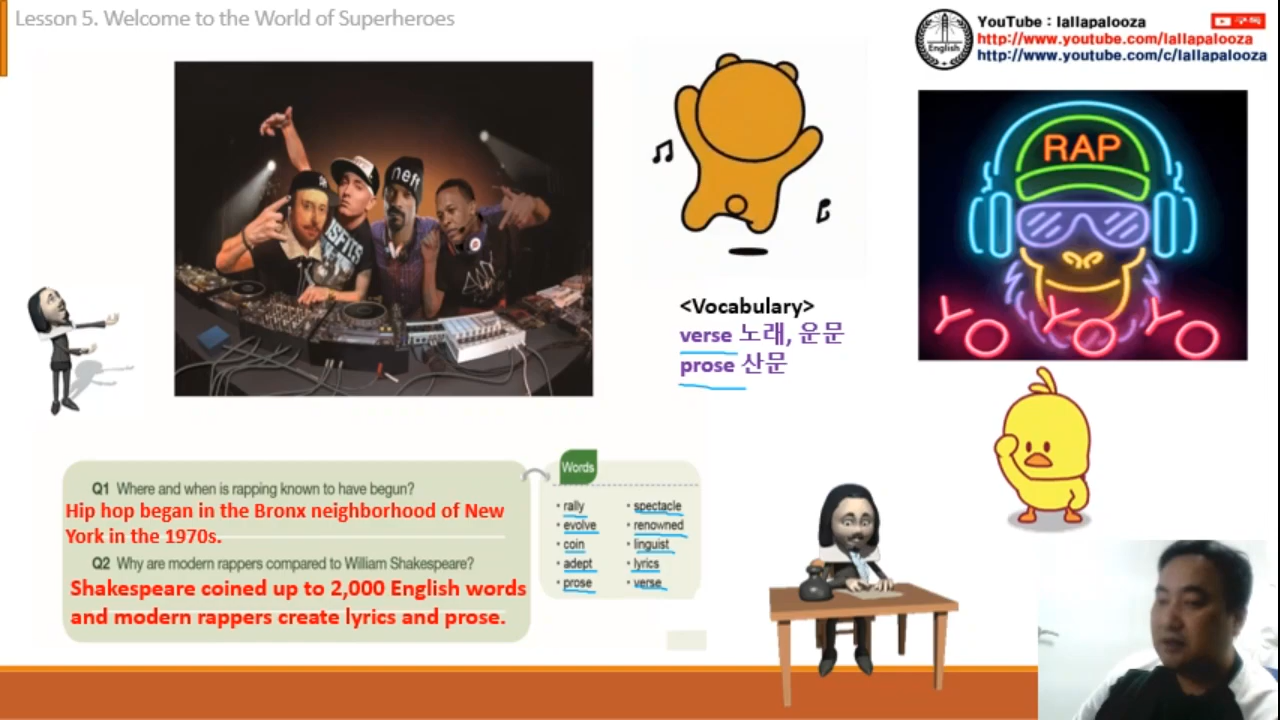 Lesson 5. Welcome to the World of Superheroes
English
YouTube : lallapalooza
구독
http://www.youtube.com/lallapalooza
http://www.youtube.com/c/lallapalooza
neff
RAP
YO YO YO
<Vocabulary>
verse 노래, 운문
prose 산문
Q1 Where and when is rapping known to have begun?
Hip hop began in the Bronx neighborhood of New
York in the 1970s.
Q2 Why are modern rappers compared to William Shakespeare?
Shakespeare coined up to 2,000 English words
and modern rappers create lyrics and prose.
Words
• rally
• evolve
• coin
• adept
• prose
• spectacle
• renowned
• linguist
• lyrics
• verse